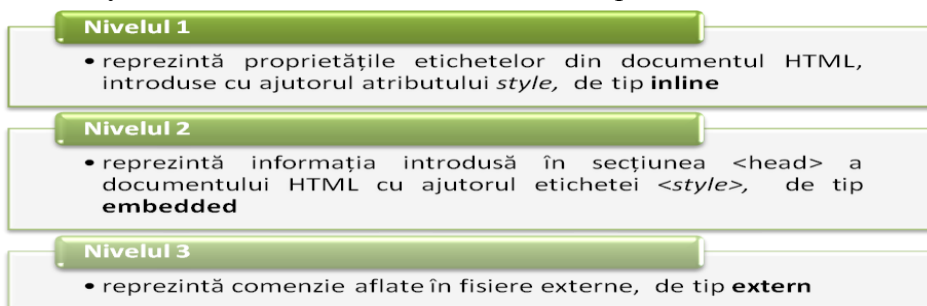 Nivelul 1
• reprezintă proprietățile etichetelor din documentul HTML,
introduse cu ajutorul atributului style, de tip inline
Nivelul 2
• reprezintă informația introdusă în secțiunea <head> a
documentului HTML cu ajutorul etichetei <style>, de tip
embedded
Nivelul 3
• reprezintă comenzie aflate în fisiere externe, de tip extern